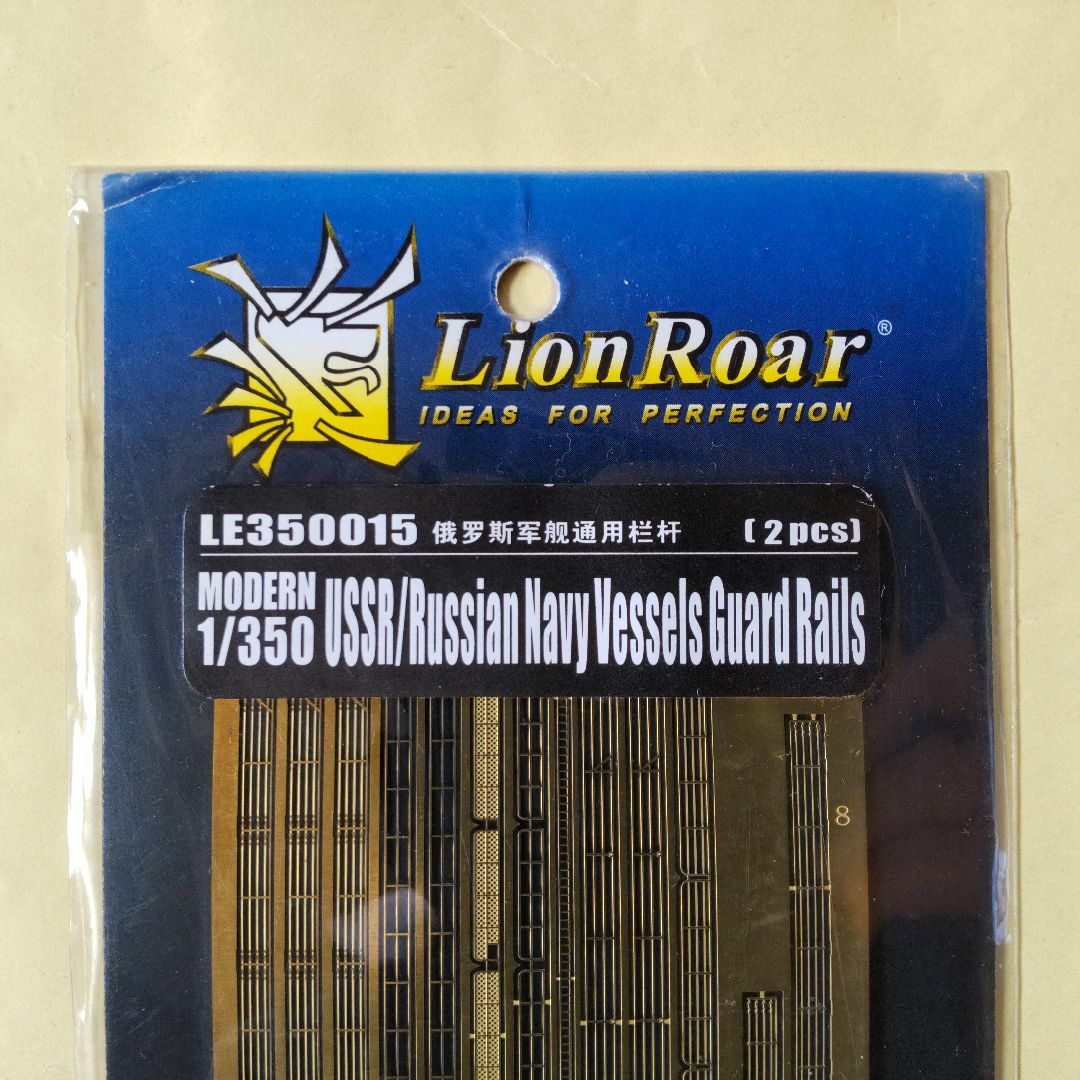 LionRoar®
IDEAS FOR PERFECTION
LE350015 俄罗斯军舰通用栏杆 (2pcs)
MODERN
1/350 USSR/Russian Navy Vessels Guard Rails
8